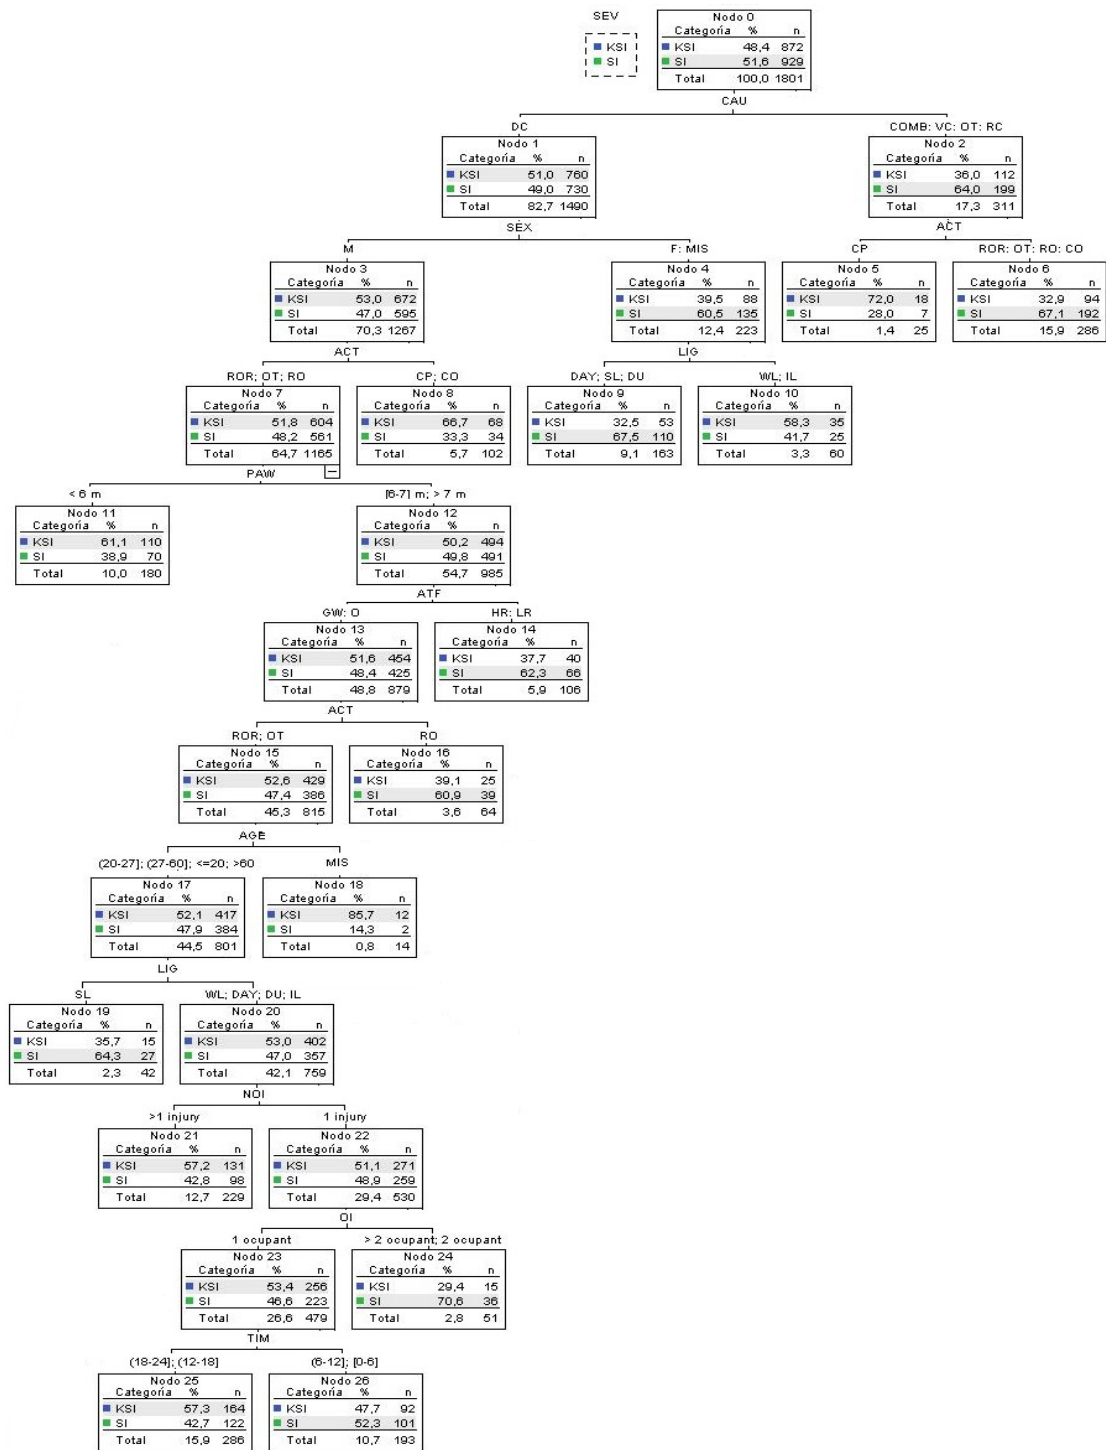 SEV
KSI
SI
Nodo 0
Categoría % n
KSI 48,4 872
SI 51,6 929
Total 100,0 1801
CAU
DC
COMB: VC: OT: RC
Nodo 1
Categoría % n
KSI 51,0 760
SI 49,0 730
Total 82,7 1490
Nodo 2
Categoría % n
KSI 36,0 112
SI 64,0 199
Total 17,3 311
SEX
ACT
M
F: MIS
CP
ROR: OT: RO: CO
Nodo 3
Categoría % n
KSI 53,0 672
SI 47,0 595
Total 70,3 1267
Nodo 4
Categoría % n
KSI 39,5 88
SI 60,5 135
Total 12,4 223
Nodo 5
Categoría % n
KSI 72,0 18
SI 28,0 7
Total 1,4 25
Nodo 6
Categoría % n
KSI 32,9 94
SI 67,1 192
Total 15,9 286
ACT
LIG
ROR; OT; RO
CP; CO
DAY; SL; DU
WL; IL
Nodo 7
Categoría % n
KSI 51,8 604
SI 48,2 561
Total 64,7 1165
Nodo 8
Categoría % n
KSI 66,7 68
SI 33,3 34
Total 5,7 102
Nodo 9
Categoría % n
KSI 32,5 53
SI 67,5 110
Total 9,1 163
Nodo 10
Categoría % n
KSI 58,3 35
SI 41,7 25
Total 3,3 60
PAW
< 6 m
[6-7] m; > 7 m
Nodo 11
Categoría % n
KSI 61,1 110
SI 38,9 70
Total 10,0 180
Nodo 12
Categoría % n
KSI 50,2 494
SI 49,8 491
Total 54,7 985
ATF
GW: O
HR: LR
Nodo 13
Categoría % n
KSI 51,6 454
SI 48,4 425
Total 48,8 879
Nodo 14
Categoría % n
KSI 37,7 40
SI 62,3 66
Total 5,9 106
ACT
ROR; OT
RO
Nodo 15
Categoría % n
KSI 52,6 429
SI 47,4 386
Total 45,3 815
Nodo 16
Categoría % n
KSI 39,1 25
SI 60,9 39
Total 3,6 64
AGE
(20-27]; (27-60]; <=20; >60
MIS
Nodo 17
Categoría % n
KSI 52,1 417
SI 47,9 384
Total 44,5 801
Nodo 18
Categoría % n
KSI 85,7 12
SI 14,3 2
Total 0,8 14
LIG
SL
WL; DAY; DU; IL
Nodo 19
Categoría % n
KSI 35,7 15
SI 64,3 27
Total 2,3 42
Nodo 20
Categoría % n
KSI 53,0 402
SI 47,0 357
Total 42,1 759
NOI
>1 injury
1 injury
Nodo 21
Categoría % n
KSI 57,2 131
SI 42,8 98
Total 12,7 229
Nodo 22
Categoría % n
KSI 51,1 271
SI 48,9 259
Total 29,4 530
OI
1 ocupant
> 2 ocupant; 2 ocupant
Nodo 23
Categoría % n
KSI 53,4 256
SI 46,6 223
Total 26,6 479
Nodo 24
Categoría % n
KSI 29,4 15
SI 70,6 36
Total 2,8 51
TIM
(18-24]; (12-18]
(6-12]; [0-6]
Nodo 25
Categoría % n
KSI 57,3 164
SI 42,7 122
Total 15,9 286
Nodo 26
Categoría % n
KSI 47,7 92
SI 52,3 101
Total 10,7 193